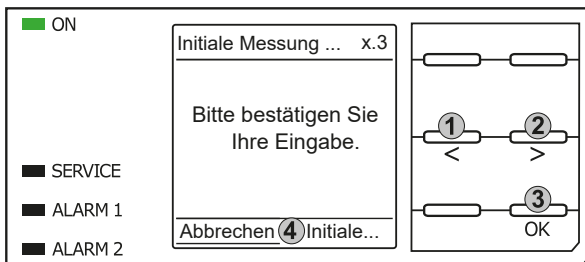 ON
Initiale Messung ... x.3
Bitte bestätigen Sie
Ihre Eingabe.
1 2
< >
SERVICE
3
ALARM 1
OK
Abbrechen 4 Initiale...
ALARM 2